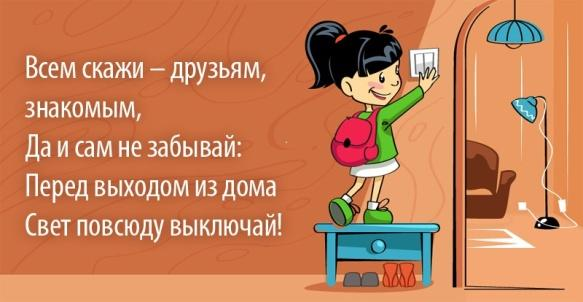 Всем скажи – друзьям,
знакомым,
Да и сам не забывай:
Перед выходом из дома
Свет повсюду выключай!